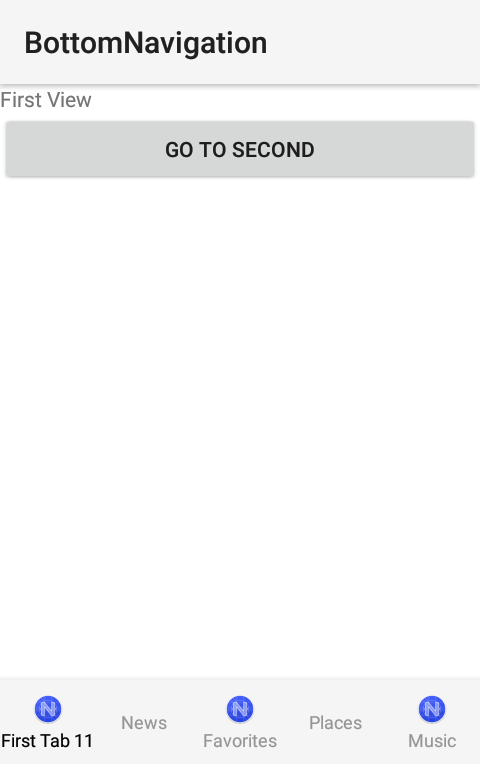 BottomNavigation
First View
GO TO SECOND
First Tab 11
News
Favorites
Places
Music